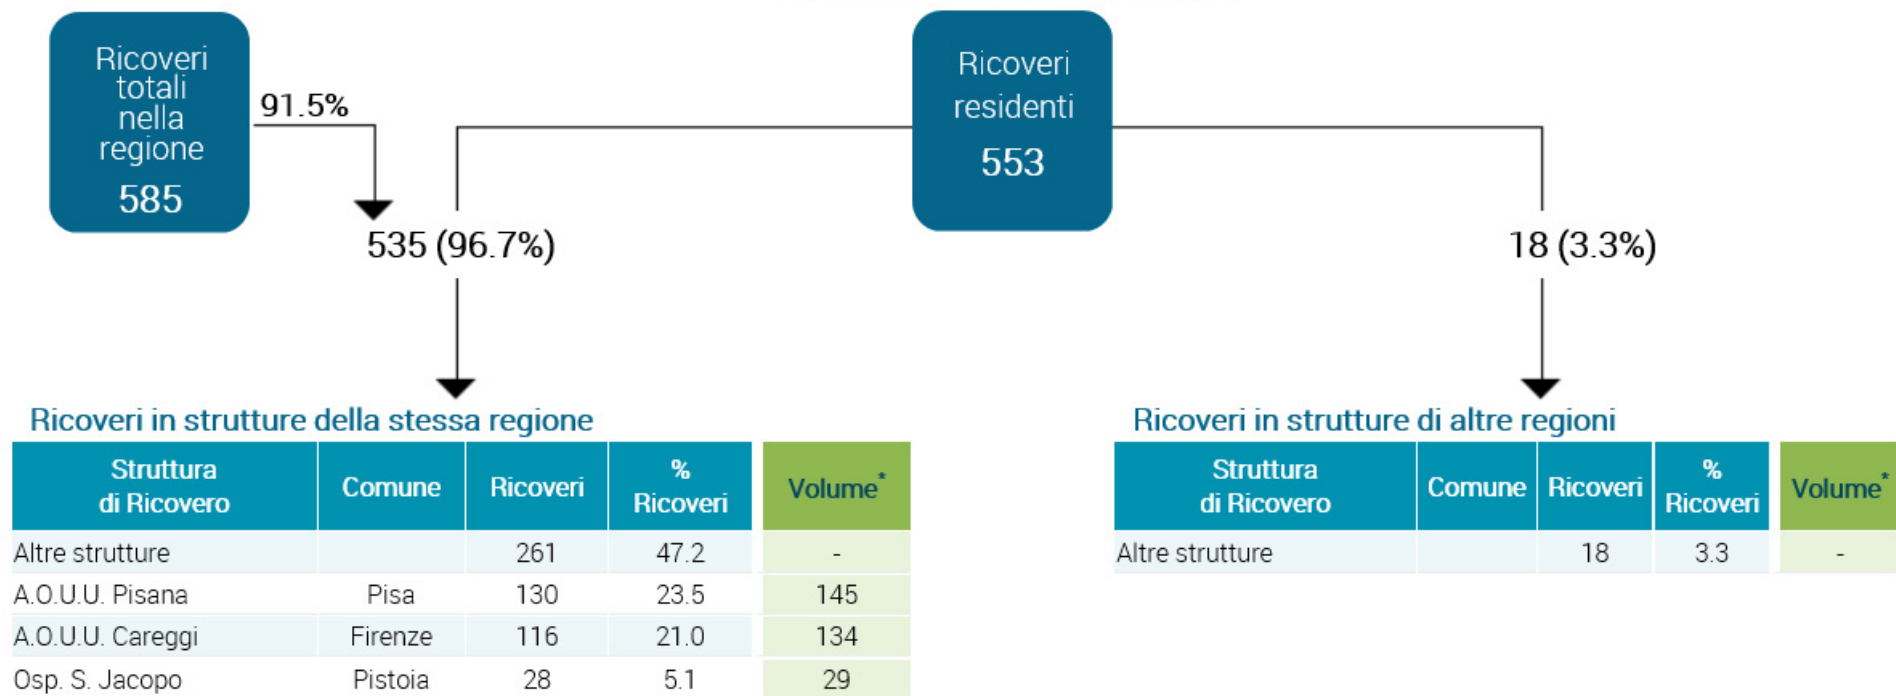 Ricoveri
totali
nella
regione
585
91.5%
Ricoveri
residenti
553
535 (96.7%)
18 (3.3%)
Ricoveri in strutture della stessa regione
Struttura di Ricovero Comune Ricoveri % Ricoveri Volume*
Altre strutture 261 47.2 -
A.O.U.U. Pisana Pisa 130 23.5 145
A.O.U.U. Careggi Firenze 116 21.0 134
Osp. S. Jacopo Pistoia 28 5.1 29
Ricoveri in strutture di altre regioni
Struttura di Ricovero Comune Ricoveri % Ricoveri Volume*
Altre strutture 18 3.3 -